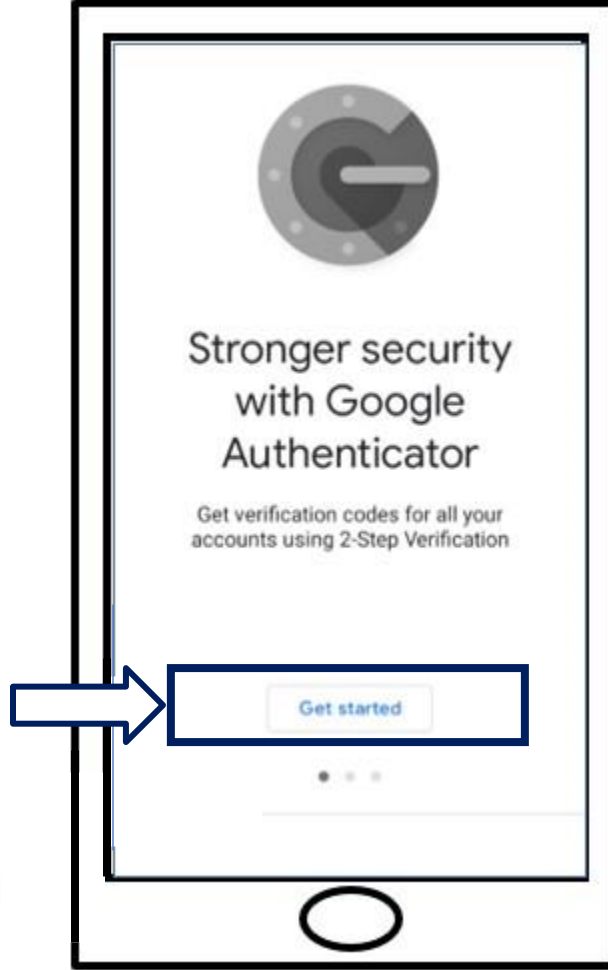 Stronger security
with Google
Authenticator
Get verification codes for all your
accounts using 2-Step Verification
Get started